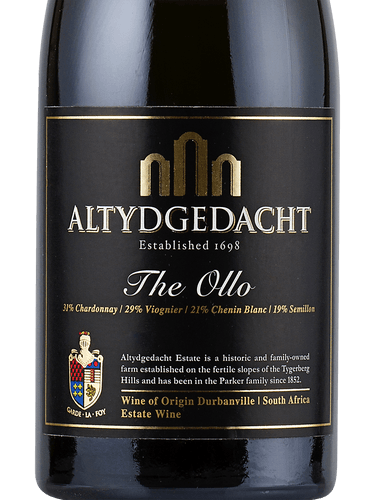 ALTYDGEDACHT
Established 1698
The Ollo
31% Chardonnay | 29% Viognier | 21% Chenin Blanc | 19% Semillon
Altydgedacht Estate is a historic and family-owned
farm established on the fertile slopes of the Tygerberg
Hills and has been in the Parker family since 1852.
GARDE - LA - FOY
Wine of Origin Durbanville | South Africa
Estate Wine